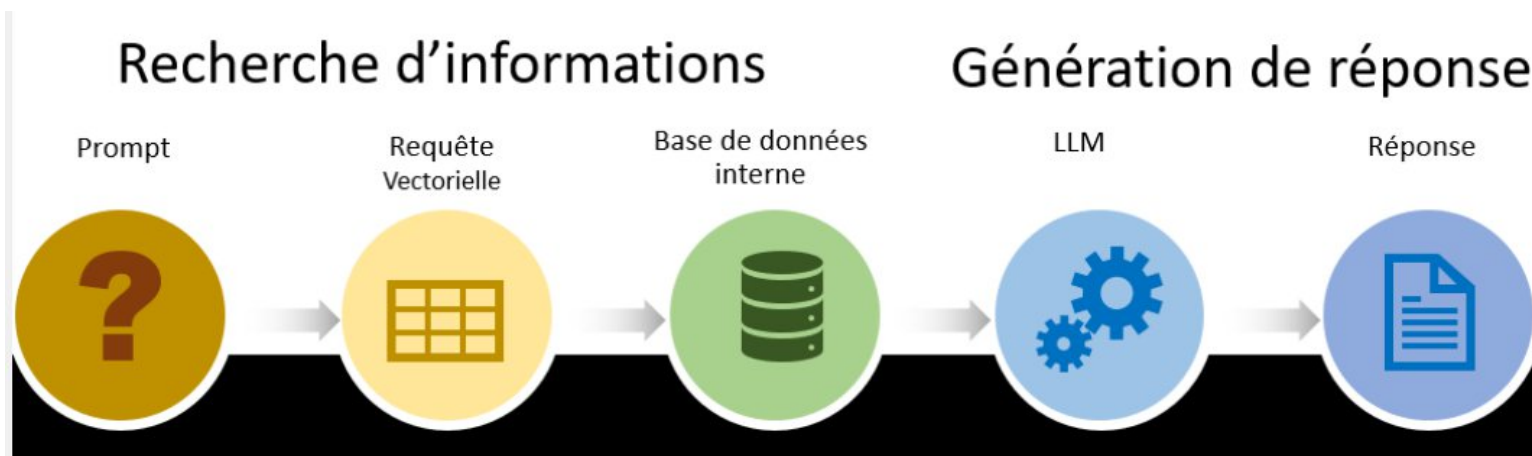 Recherche d’informations
Génération de réponse
Prompt
Requête
Vectorielle
Base de données
interne
LLM
Réponse
?